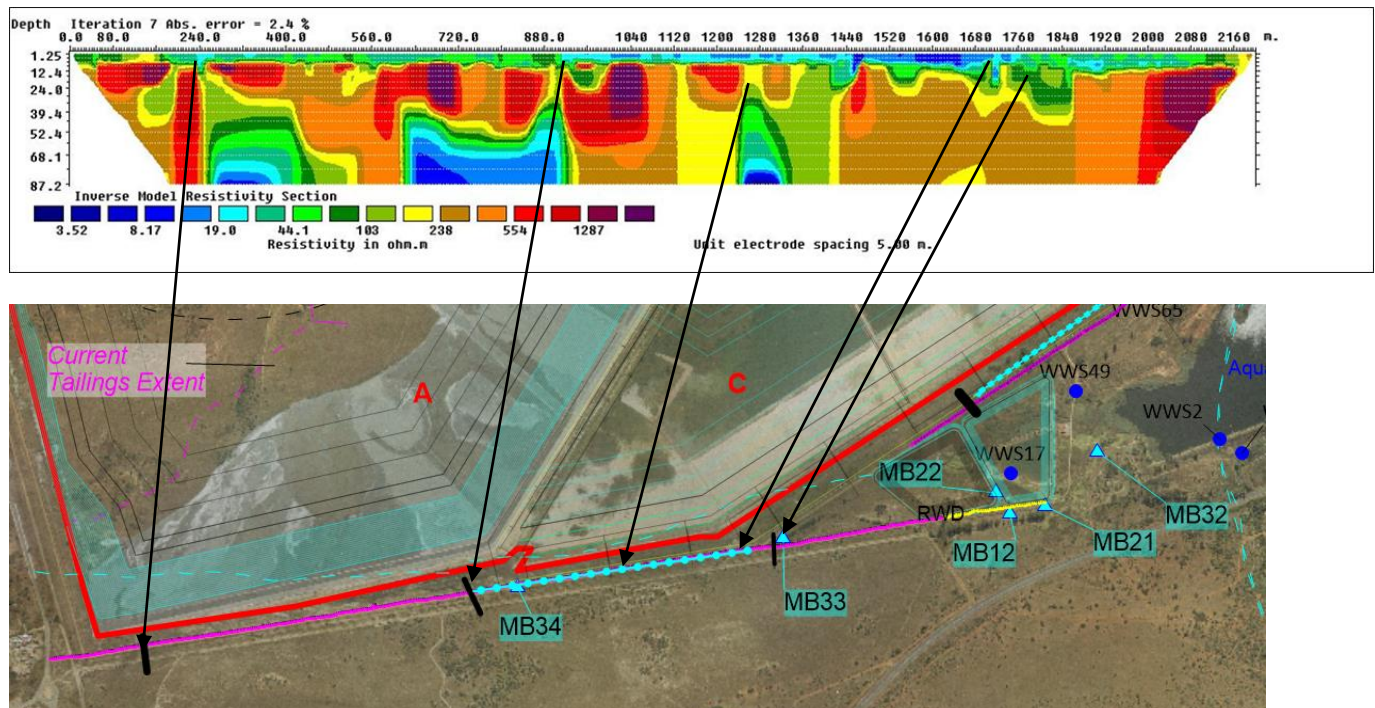 Depth Iteration 7 Abs. error = 2.4 %
0.0 80.0 240.0 400.0 560.0 720.0 880.0 1040 1120 1200 1280 1360 1440 1520 1600 1680 1760 1840 1920 2000 2080 2160 m.
1.25
12.4
24.0
39.4
52.4
68.1
87.2
Inverse Model Resistivity Section
3.52 8.17 19.0 44.1 103 238 554 1287
Resistivity in ohm.m
Unit electrode spacing 5.00 m.
WWS65
Current
Tailings Extent
A
C
WWS49
Aqua
WWS2
WWS17
MB22
RWD
MB32
MB12
MB21
MB33
MB34